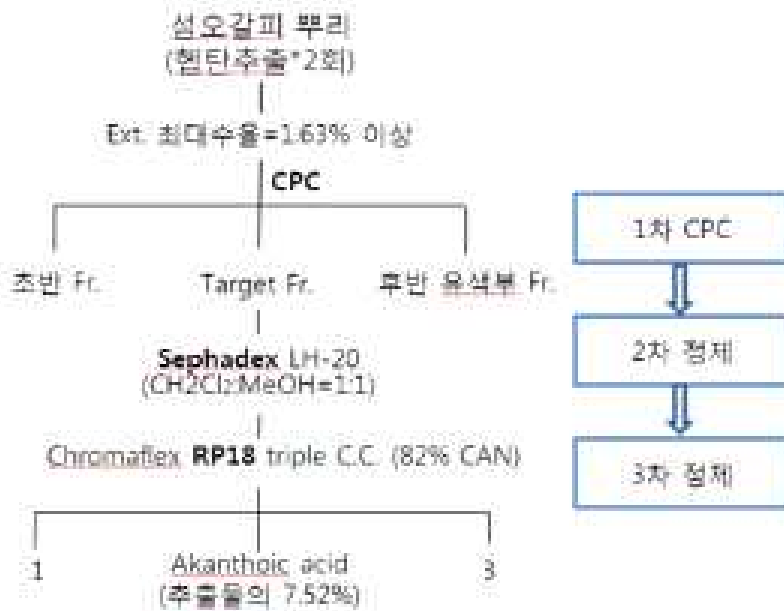 섬오갈피 뿌리
(헵탄추출*2회)
Ext. 최대수율=1.63% 이상
CPC
초반 Fr.
Target Fr.
후반 유색부 Fr.
Sephadex LH-20
(CH2Cl2:MeOH=1:1)
Chromaflex RP18 triple C.C. (82% CAN)
1
Akanthoic acid
(추출물의 7.52%)
3
1차 CPC
2차 정제
3차 정제